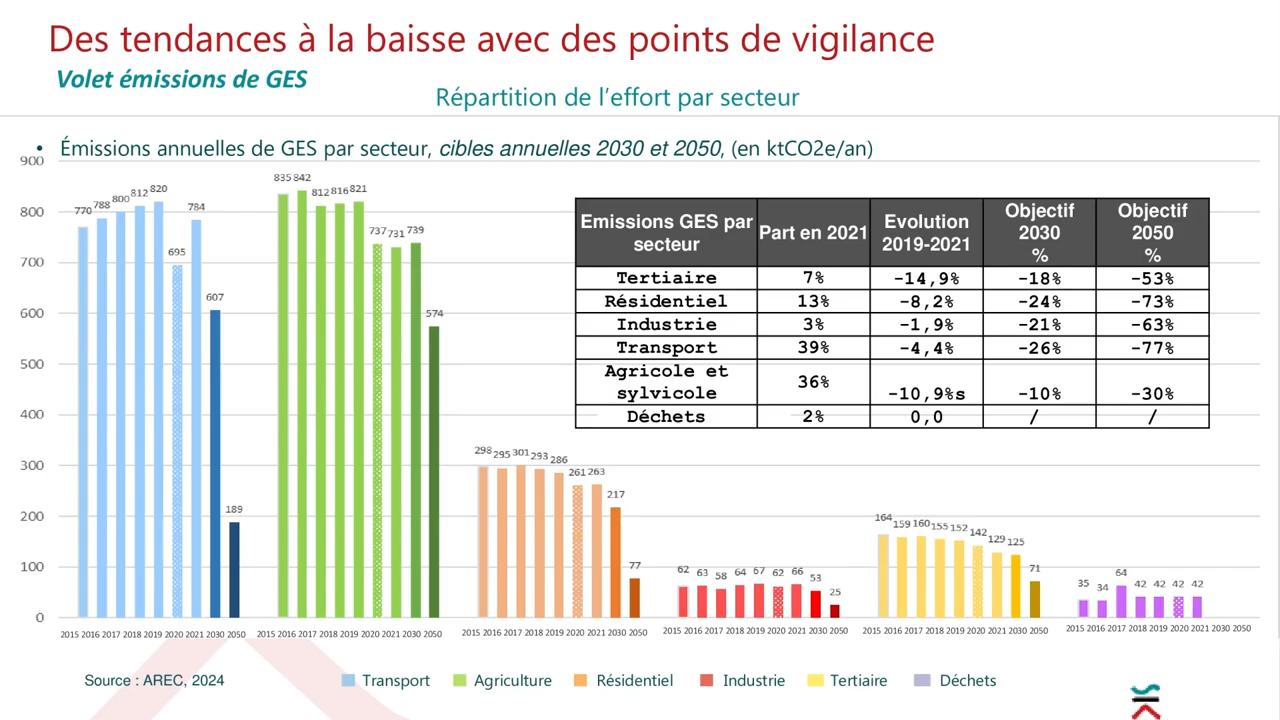 Des tendances à la baisse avec des points de vigilance
Volet émissions de GES
Répartition de l'effort par secteur
• Émissions annuelles de GES par secteur, cibles annuelles 2030 et 2050, (en ktCO2e/an)
900
800
700
600
500
400
300
200
100
0
770 788 800 812 820 695 784 607 189
835 842 812 816 821 737 731 739 574
298 295 301 293 286 261 263 217 77
62 63 58 64 67 62 66 53 25
164 159 160 155 152 142 129 125 71
35 34 64 42 42 42 42
2015 2016 2017 2018 2019 2020 2021 2030 2050
2015 2016 2017 2018 2019 2020 2021 2030 2050
2015 2016 2017 2018 2019 2020 2021 2030 2050
2015 2016 2017 2018 2019 2020 2021 2030 2050
2015 2016 2017 2018 2019 2020 2021 2030 2050
2015 2016 2017 2018 2019 2020 2021 2030 2050
Emissions GES par secteur Part en 2021 Evolution 2019-2021 Objectif 2030 % Objectif 2050 %
Tertiaire 7% -14,9% -18% -53%
Résidentiel 13% -8,2% -24% -73%
Industrie 3% -1,9% -21% -63%
Transport 39% -4,4% -26% -77%
Agricole et sylvicole 36% -10,9%s -10% -30%
Déchets 2% 0,0 / /
Source : AREC, 2024
Transport Agriculture Résidentiel Industrie Tertiaire Déchets